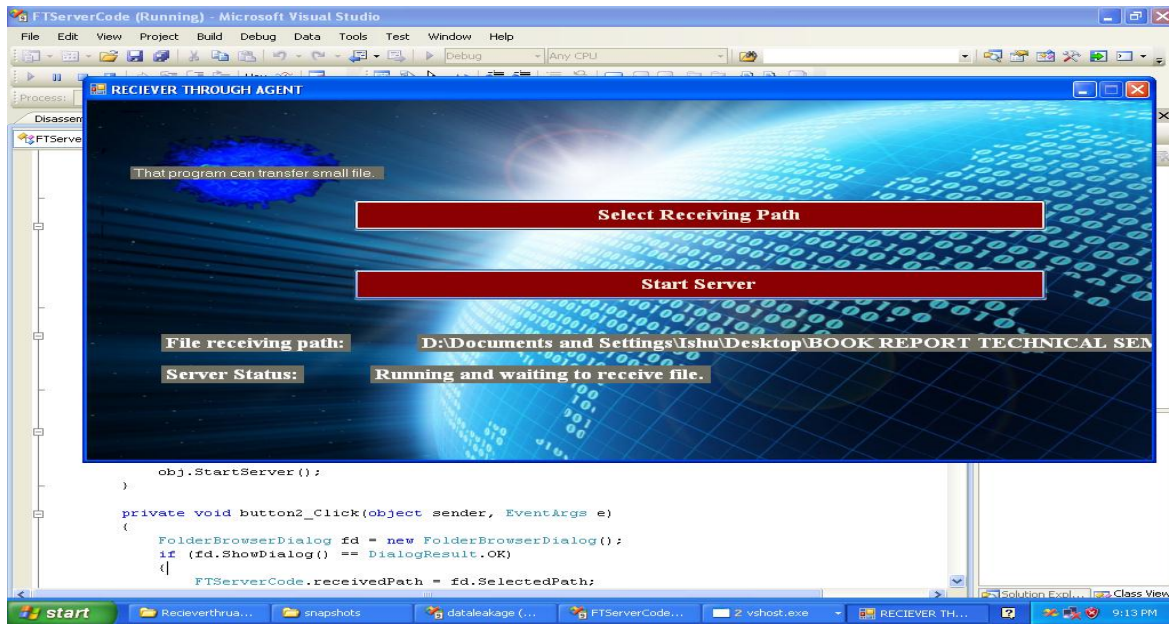 FTServerCode (Running) - Microsoft Visual Studio
File Edit View Project Build Debug Data Tools Test Window Help
Debug Any CPU
Process:
RECIEVER THROUGH AGENT
Disassem
FTServe
That program can transfer small file.
Select Receiving Path
Start Server
File receiving path: D:\Documents and Settings\Ishu\Desktop\BOOK REPORT TECHNICAL SEM
Server Status: Running and waiting to receive file.
obj.StartServer();
}
private void button2_Click(object sender, EventArgs e)
{
FolderBrowserDialog fd = new FolderBrowserDialog();
if (fd.ShowDialog() == DialogResult.OK)
{
FTServerCode.receivedPath = fd.SelectedPath;
Solution Expl... Class View
start Recieverthrua... snapshots dataleakage (... FTServerCode... 2 vshost.exe RECIEVER TH... 9:13 PM